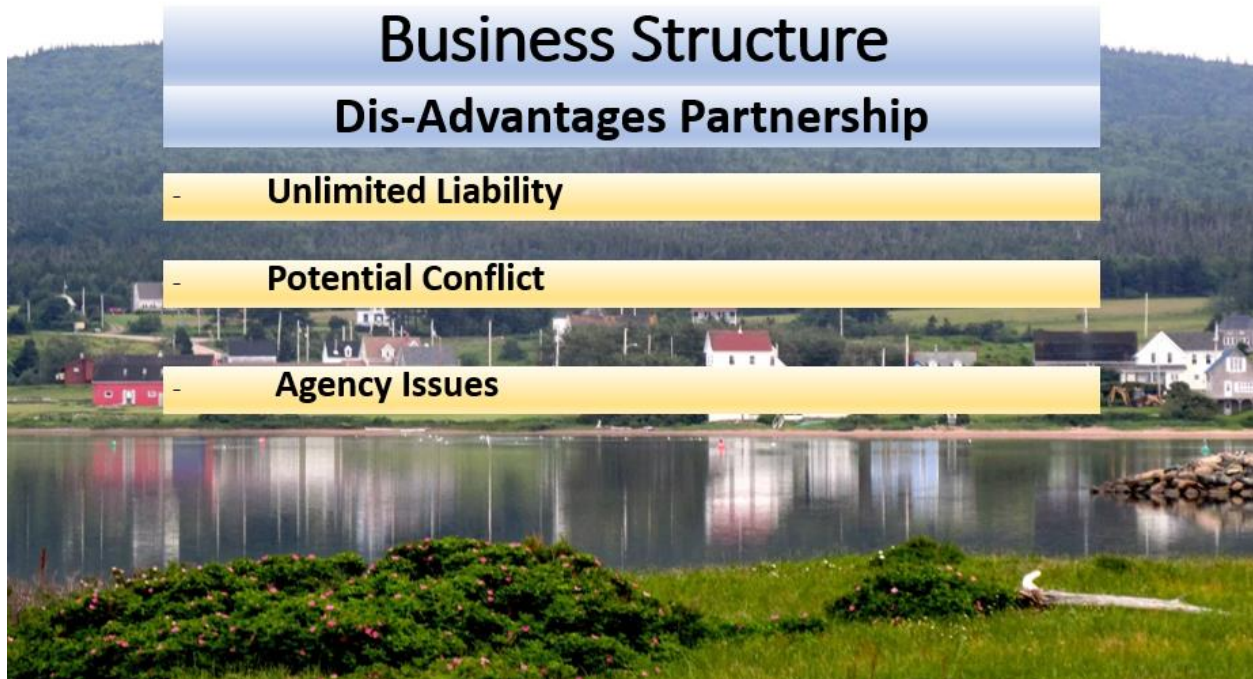 Business Structure
Dis-Advantages Partnership
- Unlimited Liability
- Potential Conflict
- Agency Issues